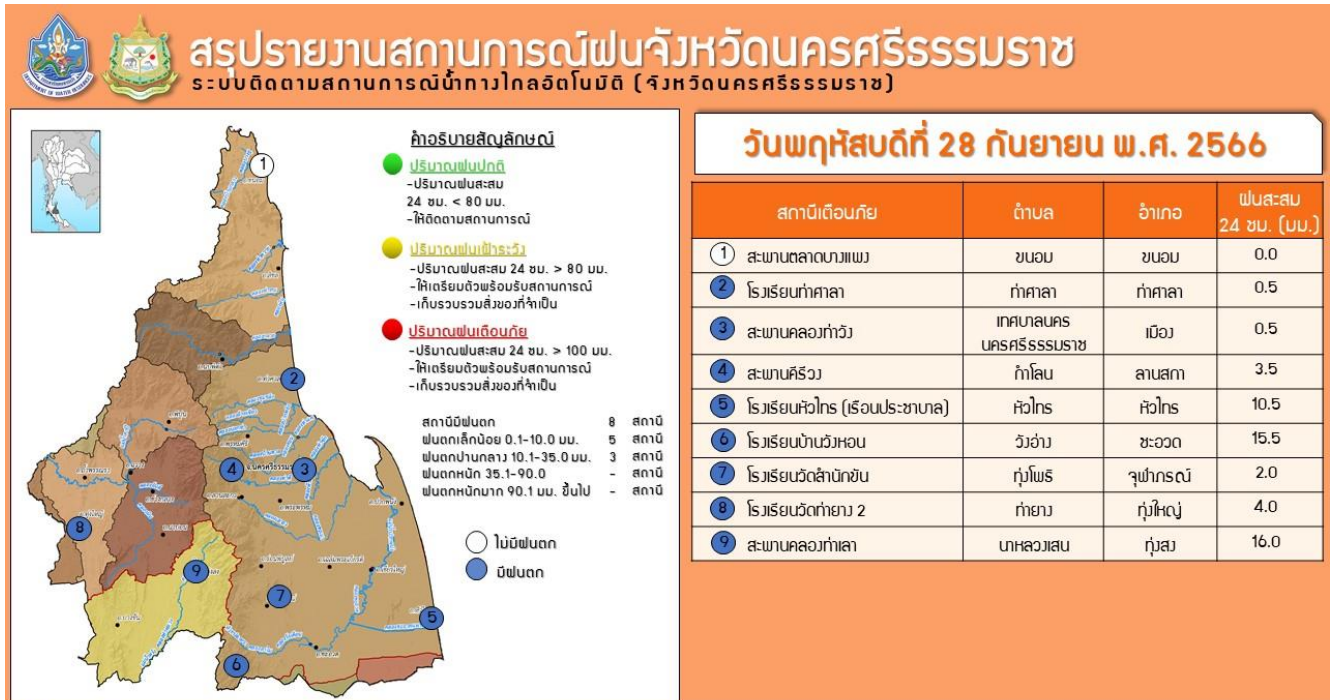 สรุปรายงานสถานการณ์ฝนจังหวัดนครศรีธรรมราช
ระบบติดตามสถานการณ์น้ำทางไกลอัตโนมัติ (จังหวัดนครศรีธรรมราช)
คำอธิบายสัญลักษณ์
ปริมาณฝนปกติ
-ปริมาณฝนสะสม
24 ชม. < 80 มม.
-ให้ติดตามสถานการณ์
ปริมาณฝนเฝ้าระวัง
-ปริมาณฝนสะสม 24 ชม. > 80 มม.
-ให้เตรียมตัวพร้อมรับสถานการณ์
-เก็บรวบรวมสิ่งของที่จำเป็น
ปริมาณฝนเตือนภัย
-ปริมาณฝนสะสม 24 ชม. > 100 มม.
-ให้เตรียมตัวพร้อมรับสถานการณ์
-เก็บรวบรวมสิ่งของที่จำเป็น
สถานีมีฝนตก 8 สถานี
ฝนตกเล็กน้อย 0.1-10.0 มม. 5 สถานี
ฝนตกปานกลาง 10.1-35.0 มม. 3 สถานี
ฝนตกหนัก 35.1-90.0 - สถานี
ฝนตกหนักมาก 90.1 มม. ขึ้นไป - สถานี
ไม่มีฝนตก
มีฝนตก
1
2
4
3
8
9
7
5
6
วันพฤหัสบดีที่ 28 กันยายน พ.ศ. 2566
สถานีเตือนภัย ตำบล อำเภอ ฝนสะสม
24 ชม. (มม.)
1 สะพานตลาดบางแพง ขนอม ขนอม 0.0
2 โรงเรียนท่าศาลา ท่าศาลา ท่าศาลา 0.5
3 สะพานคลองท่าวัง เทศบาลนคร
นครศรีธรรมราช เมือง 0.5
4 สะพานคีรีวง กำโลน ลานสกา 3.5
5 โรงเรียนหัวไทร (เรือนประชาบาล) หัวไทร หัวไทร 10.5
6 โรงเรียนบ้านวังหอน วังอ่าง ชะอวด 15.5
7 โรงเรียนวัดสำนักขัน ทุ่งโพธิ จุฬาภรณ์ 2.0
8 โรงเรียนวัดท่ายาง 2 ท่ายาง ทุ่งใหญ่ 4.0
9 สะพานคลองท่าเลา นาหลวงเสน ทุ่งสง 16.0